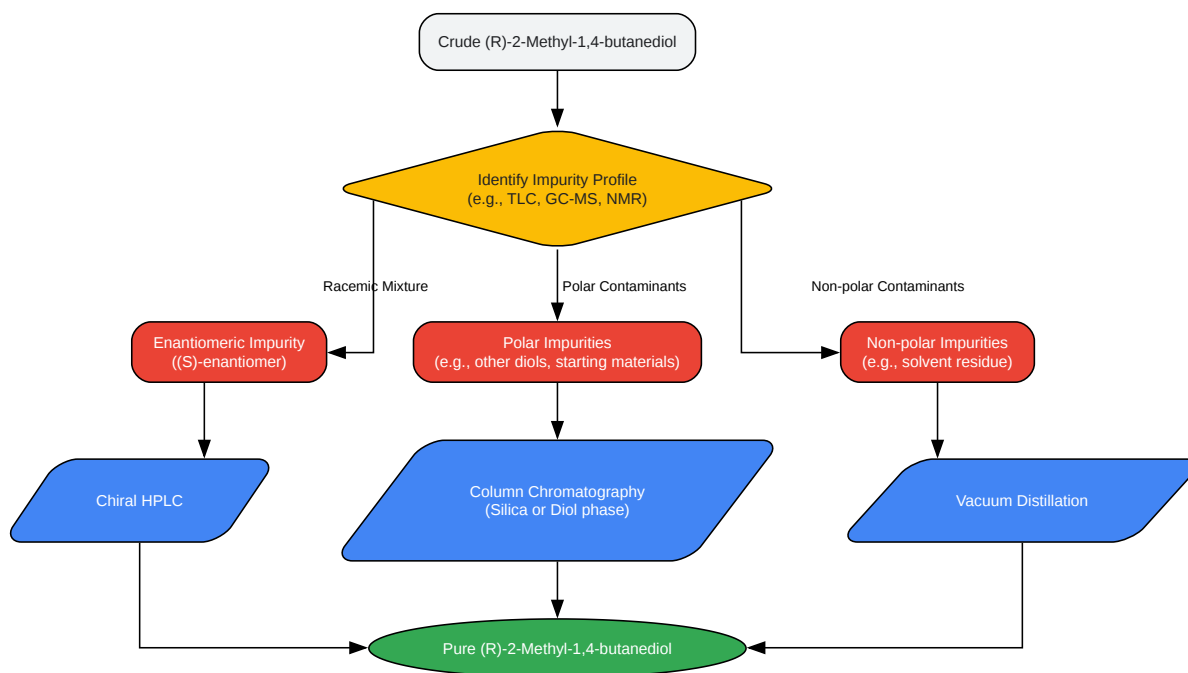 Crude (R)-2-Methyl-1,4-butanediol
Identify Impurity Profile
(e.g., TLC, GC-MS, NMR)
Racemic Mixture
Polar Contaminants
Non-polar Contaminants
Enantiomeric Impurity
((S)-enantiomer)
Polar Impurities
(e.g., other diols, starting materials)
Non-polar Impurities
(e.g., solvent residue)
Chiral HPLC
Column Chromatography
(Silica or Diol phase)
Vacuum Distillation
Pure (R)-2-Methyl-1,4-butanediol